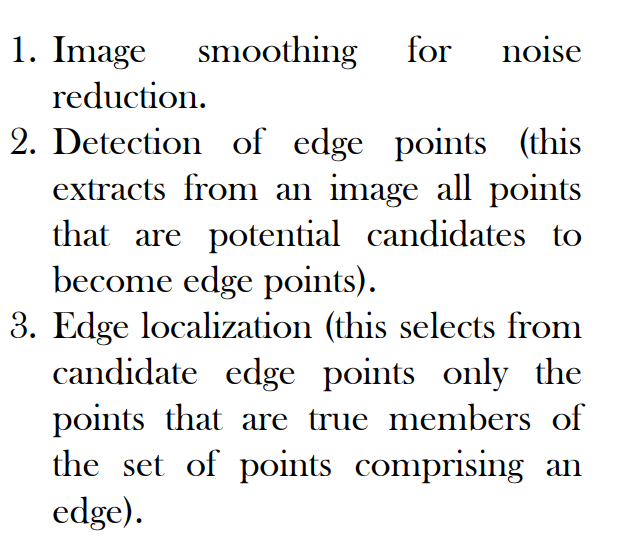 1. Image smoothing for noise
reduction.
2. Detection of edge points (this
extracts from an image all points
that are potential candidates to
become edge points).
3. Edge localization (this selects from
candidate edge points only the
points that are true members of
the set of points comprising an
edge).